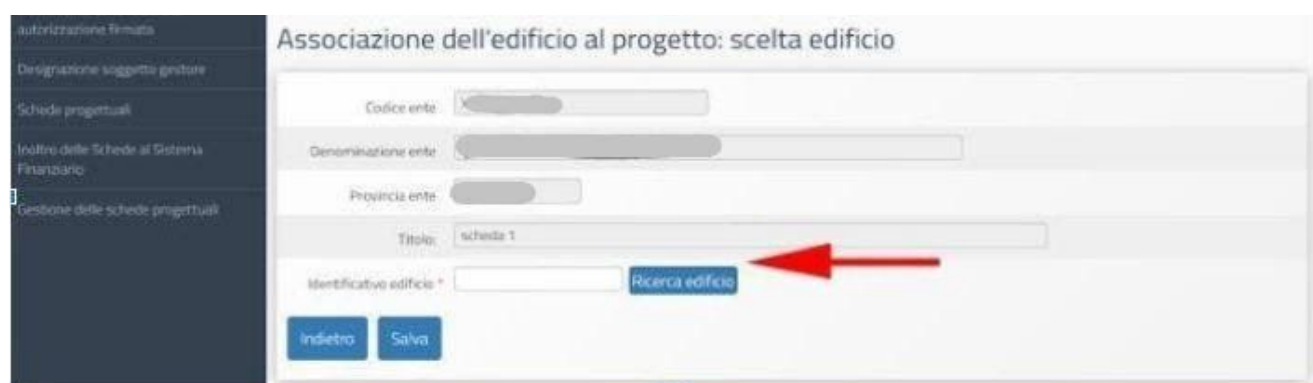 autorizzazione firmata
Designazione soggetto gestore
Schede progettuali
Inoltro delle Schede al Sistema
Finanziario
Gestione delle schede progettuali
Associazione dell'edificio al progetto: scelta edificio
Codice ente
Denominazione ente
Provincia ente
Titolo: scheda 1
Identificativo edificio * Ricerca edificio
Indietro Salva